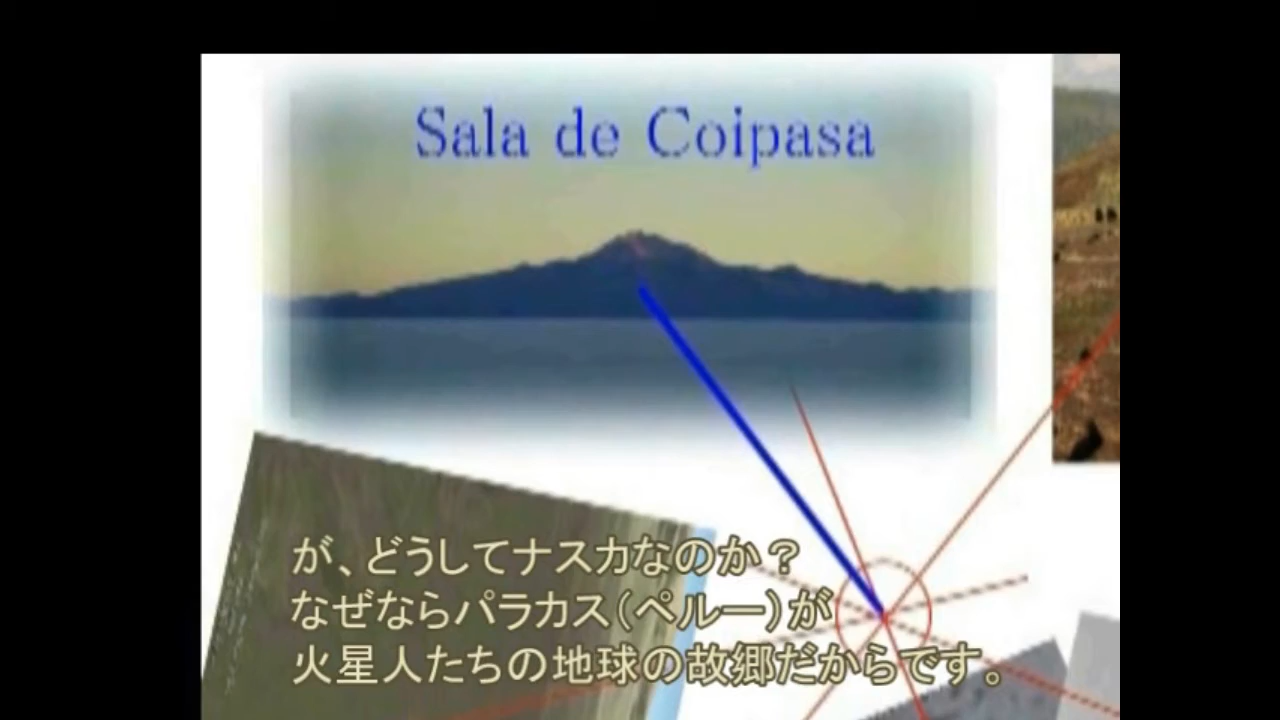 Sala de Coipasa
が、どうしてナスカなのか？
なぜならパラカス（ペルー）が
火星人たちの地球の故郷だからです。